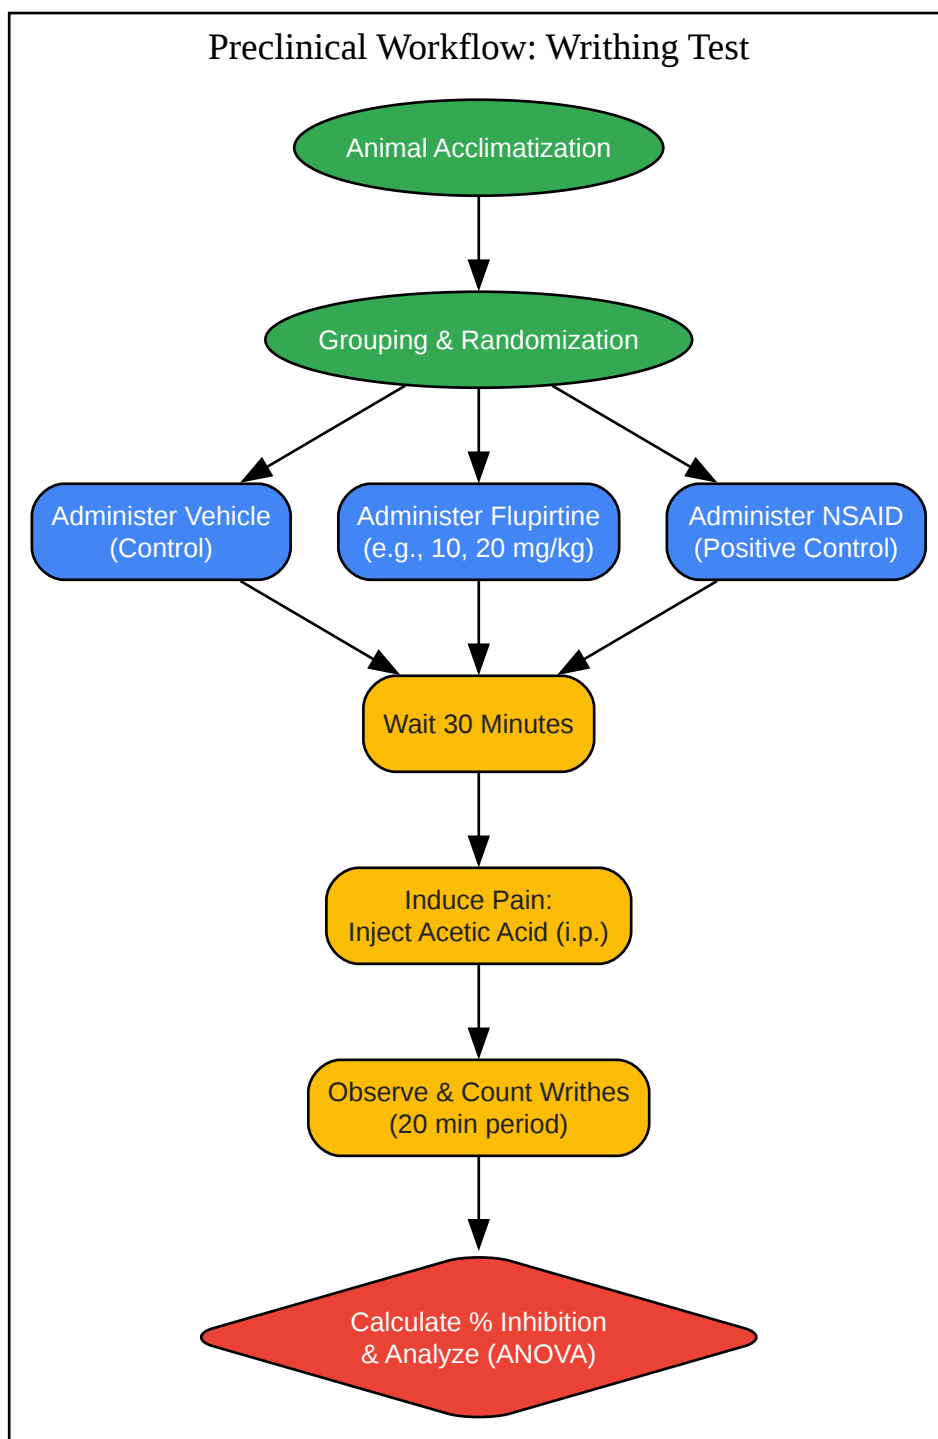 Preclinical Workflow: Writhing Test
Animal Acclimatization
Grouping & Randomization
Administer Vehicle
(Control)
Administer Flupirtine
(e.g., 10, 20 mg/kg)
Administer NSAID
(Positive Control)
Wait 30 Minutes
Induce Pain:
Inject Acetic Acid (i.p.)
Observe & Count Writhes
(20 min period)
Calculate % Inhibition
& Analyze (ANOVA)